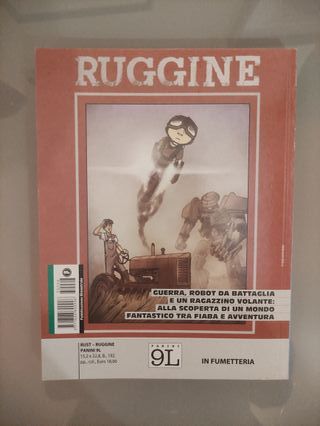 RUGGINE
GUERRA, ROBOT DA BATTAGLIA
E UN RAGAZZINO VOLANTE:
ALLA SCOPERTA DI UN MONDO
FANTASTICO TRA FIABA E AVVENTURA
RUST - RUGGINE
PANINI 9L
PANINI
9L
IN FUMETTERIA